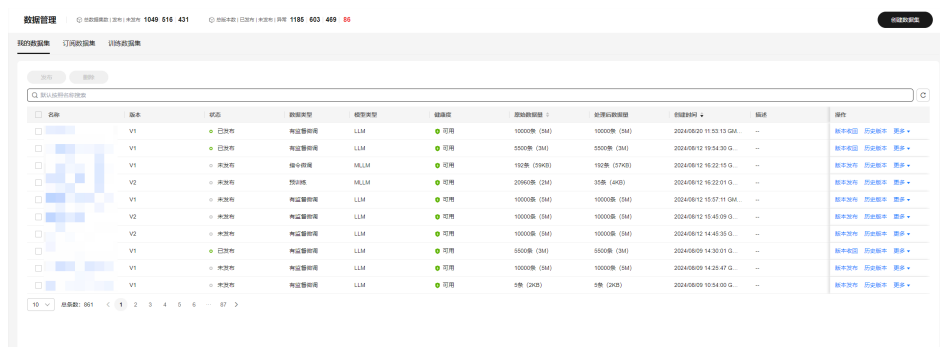 数据管理 总数据集数 | 发布 | 未发布 1049 516 431 总版本数 | 已发布 | 未发布 | 异常 1185 603 469 86 创建数据集
我的数据集 订阅数据集 训练数据集
发布 删除
默认按照名称搜索
名称 版本 状态 数据类型 模型类型 健康度 原始数据量 处理后数据量 创建时间 描述 操作
V1 已发布 有监督微调 LLM 可用 10000条 (5M) 10000条 (5M) 2024/08/20 11:53:13 GM... -- 版本收回 历史版本 更多
V1 已发布 有监督微调 LLM 可用 5500条 (3M) 5500条 (3M) 2024/08/12 19:54:30 G... -- 版本收回 历史版本 更多
V1 未发布 指令微调 MLLM 可用 192条 (59KB) 192条 (57KB) 2024/08/12 16:22:15 G... -- 版本发布 历史版本 更多
V2 未发布 预训练 MLLM 可用 20960条 (2M) 35条 (4KB) 2024/08/12 16:22:01 G... -- 版本发布 历史版本 更多
V1 未发布 有监督微调 LLM 可用 10000条 (5M) 10000条 (5M) 2024/08/12 15:57:11 GM... -- 版本发布 历史版本 更多
V2 未发布 有监督微调 LLM 可用 10000条 (5M) 10000条 (5M) 2024/08/12 15:45:09 G... -- 版本发布 历史版本 更多
V2 未发布 有监督微调 LLM 可用 10000条 (5M) 10000条 (5M) 2024/08/12 14:45:35 G... -- 版本发布 历史版本 更多
V1 已发布 有监督微调 LLM 可用 5500条 (3M) 5500条 (3M) 2024/08/09 14:30:01 G... -- 版本收回 历史版本 更多
V1 未发布 有监督微调 LLM 可用 10000条 (5M) 10000条 (5M) 2024/08/09 14:25:47 G... -- 版本发布 历史版本 更多
V1 未发布 有监督微调 LLM 可用 5条 (2KB) 5条 (2KB) 2024/08/09 10:54:00 G... -- 版本发布 历史版本 更多
10 总条数: 861 < 1 2 3 4 5 6 ... 87 >